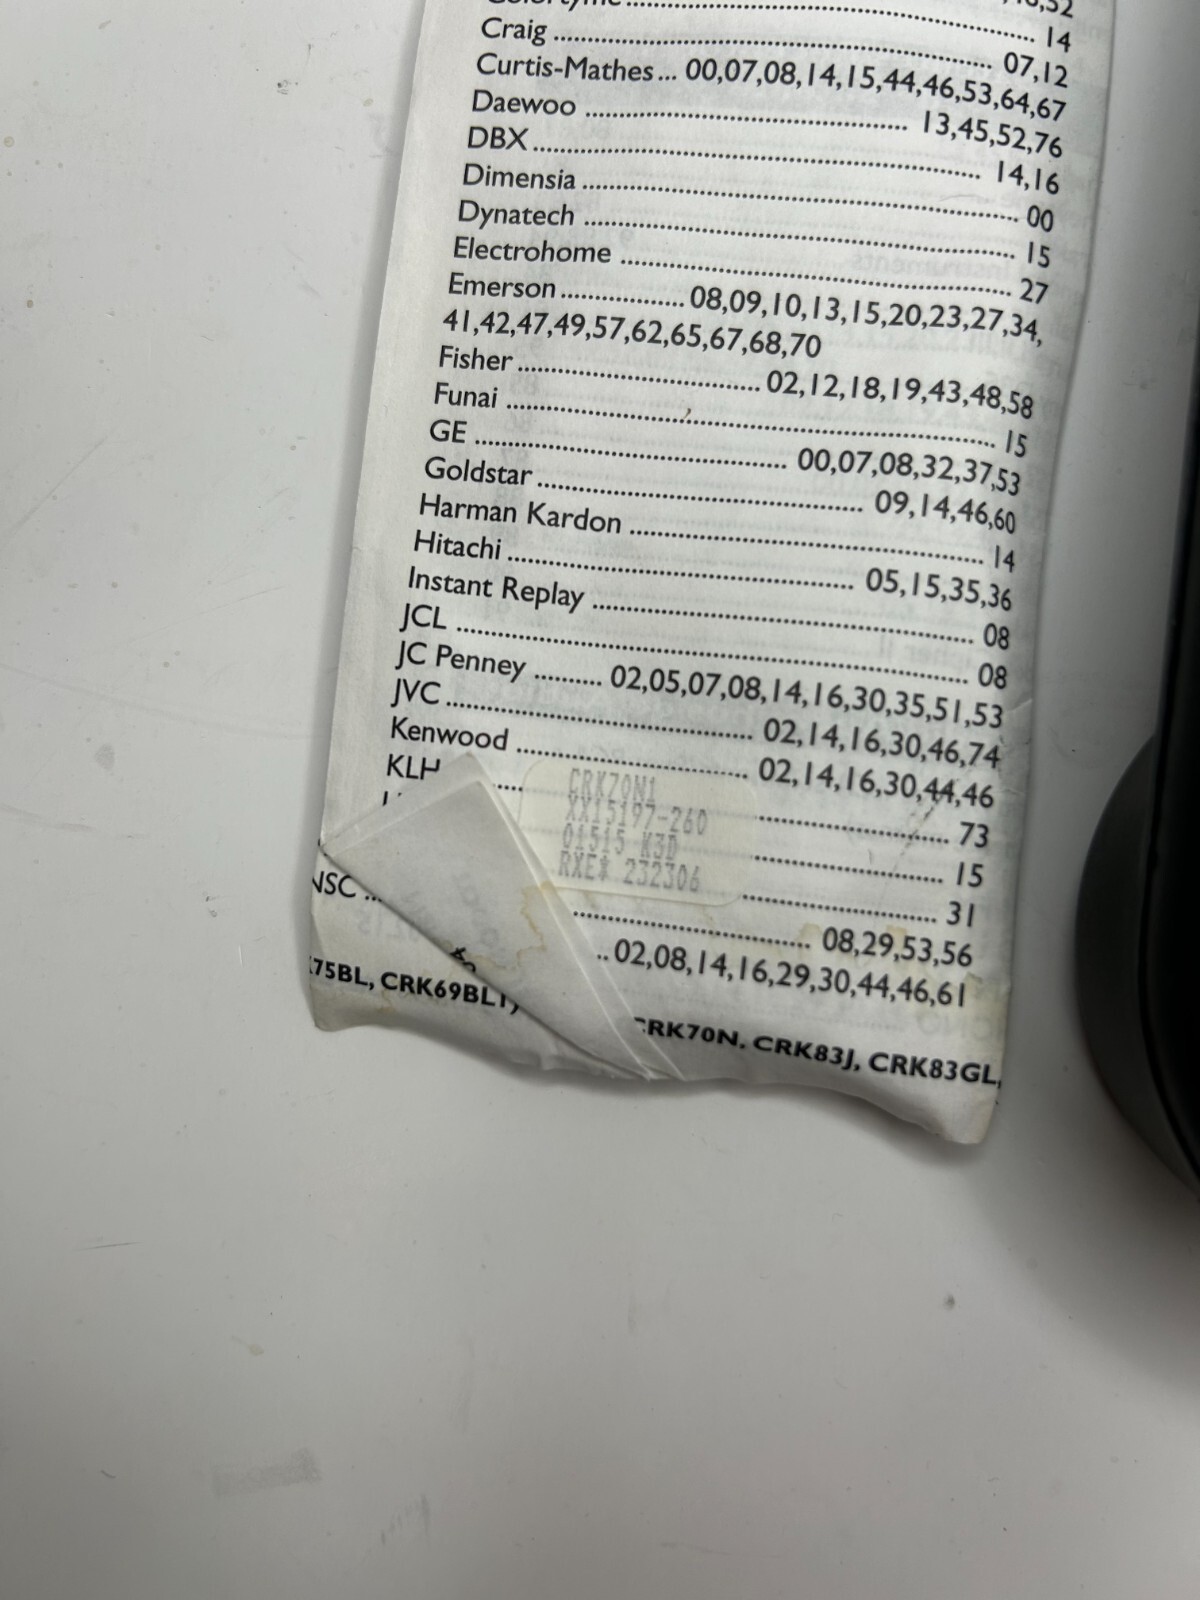 14
Craig ........ 07,12
Curtis-Mathes... 00,07,08,14,15,44,46,53,64,67
Daewoo ........ 13,45,52,76
DBX ........ 14,16
Dimensia ........ 00
Dynatech ........ 15
Electrohome ........ 27
Emerson ........ 08,09,10,13,15,20,23,27,34,
41,42,47,49,57,62,65,67,68,70
Fisher ........ 02,12,18,19,43,48,58
Funai ........ 15
GE ........ 00,07,08,32,37,53
Goldstar ........ 09,14,46,60
Harman Kardon ........ 14
Hitachi ........ 05,15,35,36
Instant Replay ........ 08
JCL ........ 08
JC Penney ........ 02,05,07,08,14,16,30,35,51,53
JVC ........ 02,14,16,30,46,74
Kenwood ........ 02,14,16,30,44,46
KLH ........ 73
15
31
08,29,53,56
..02,08,14,16,29,30,44,46,61
CRK70N1
XX15197-260
01515 K3D
RXE* 232306
75BL, CRK69BL1, CRK70N, CRK83J, CRK83GL,